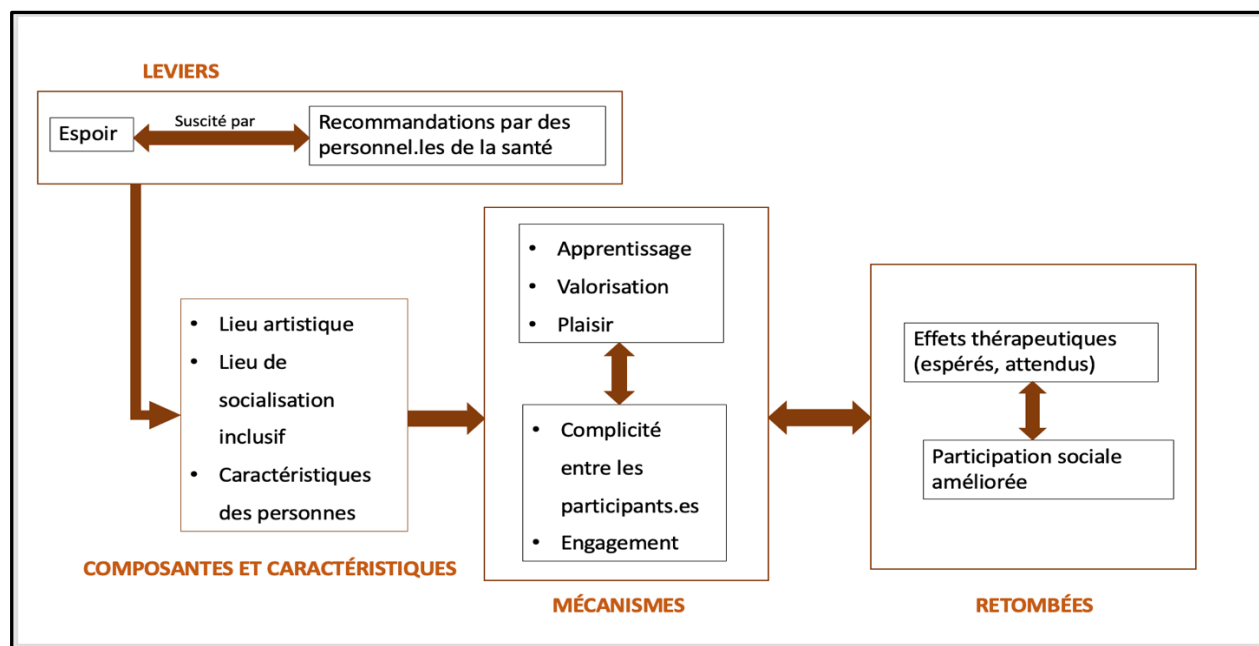 LEVIERS
Espoir
Suscité par
Recommandations par des
personnel.les de la santé
• Lieu artistique
• Lieu de
socialisation
inclusif
• Caractéristiques
des personnes
COMPOSANTES ET CARACTÉRISTIQUES
• Apprentissage
• Valorisation
• Plaisir
• Complicité
entre les
participants.es
• Engagement
MÉCANISMES
Effets thérapeutiques
(espérés, attendus)
Participation sociale
améliorée
RETOMBÉES